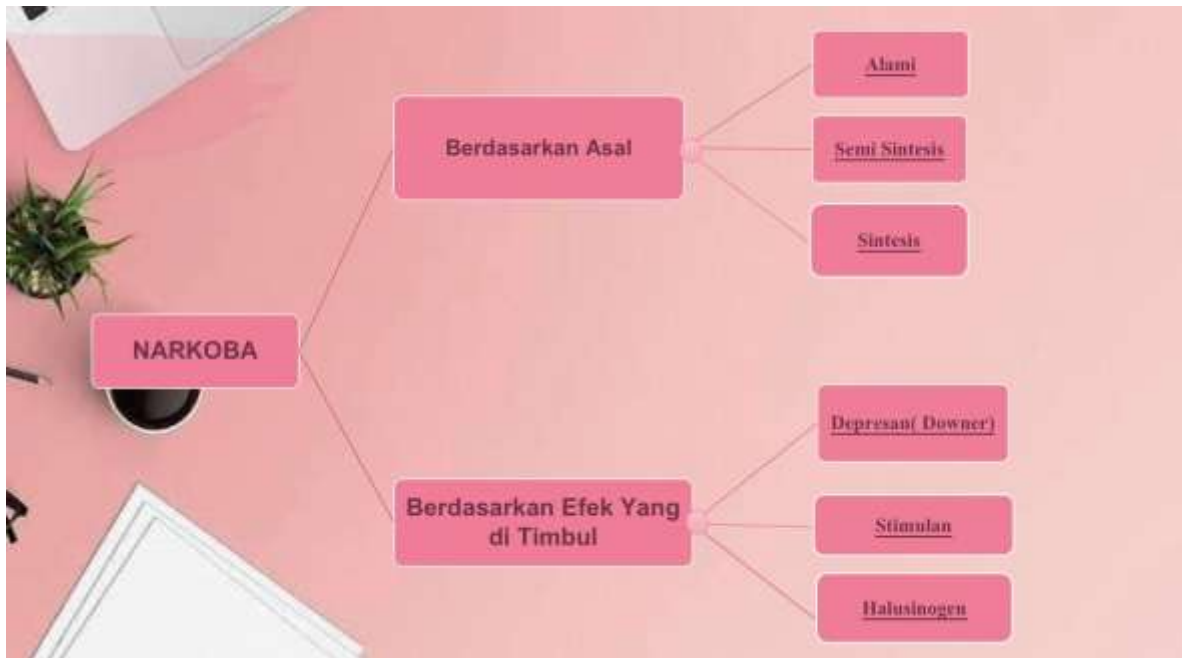 NARKOBA
Berdasarkan Asal
Alami
Semi Sintesis
Sintesis
Berdasarkan Efek Yang
di Timbul
Depresan( Downer)
Stimulan
Halusinogen